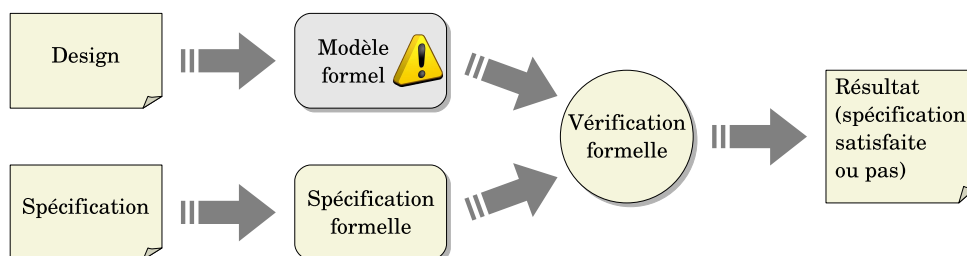 Design
Modèle
formel
Spécification
Spécification
formelle
Vérification
formelle
Résultat
(spécification
satisfaite
ou pas)